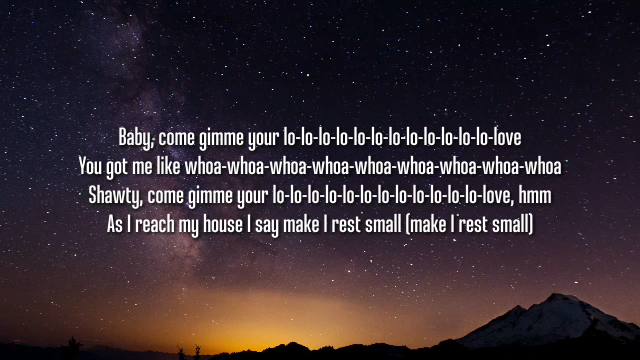 Baby, come gimme your lo-lo-lo-lo-lo-lo-lo-lo-lo-lo-lo-lo-love
You got me like whoa-whoa-whoa-whoa-whoa-whoa-whoa-whoa-whoa
Shawty, come gimme your lo-lo-lo-lo-lo-lo-lo-lo-lo-lo-lo-lo-love, hmm
As I reach my house I say make I rest small (make I rest small)